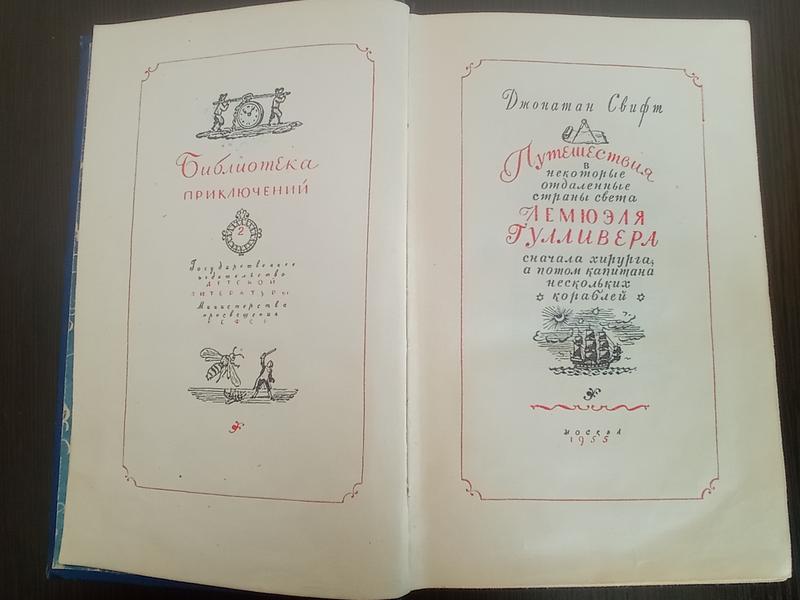 Библиотека
ПРИКЛЮЧЕНИЙ
2
Государственное
издательство
ДЕТСКОЙ
ЛИТЕРАТУРЫ
Министерства
просвещения
РСФСР
Джонатан Свифт
Путешествия
в
некоторые
отдаленные
страны света
ЛЕМЮЭЛЯ
ГУЛЛИВЕРА
сначала хирурга,
а потом капитана
нескольких
кораблей
МОСКВА
1955